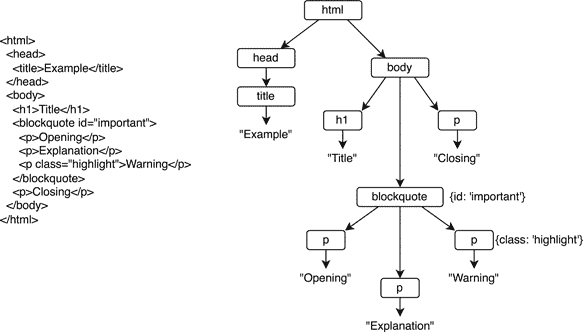 <html>
<head>
<title>Example</title>
</head>
<body>
<h1>Title</h1>
<blockquote id="important">
<p>Opening</p>
<p>Explanation</p>
<p class="highlight">Warning</p>
</blockquote>
<p>Closing</p>
</body>
</html>
html
head
body
title
"Example"
h1
p
"Title"
"Closing"
blockquote
{id: 'important'}
p
p
{class: 'highlight'}
"Opening"
"Warning"
p
"Explanation"